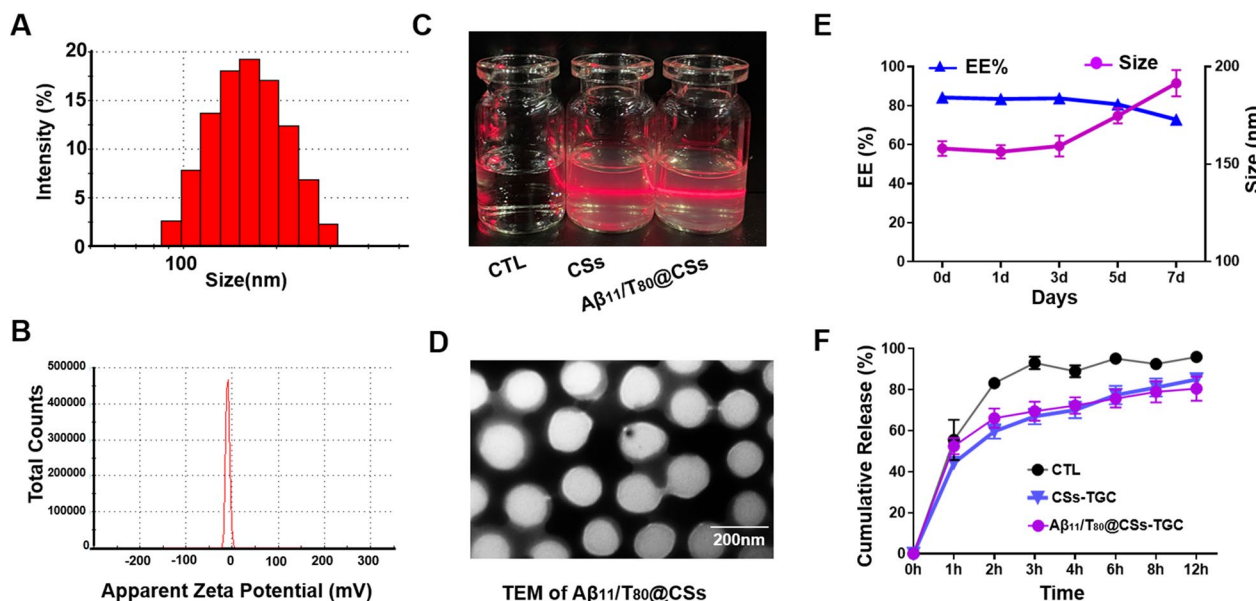 A
20
15
10
5
0
Intensity (%)
100
Size(nm)
B
500000
400000
300000
200000
100000
0
Total Counts
-200
-100
0
100
200
300
Apparent Zeta Potential (mV)
C
CTL
CSs
Aβ₁₁/T₈₀@CSs
D
200nm
TEM of Aβ₁₁/T₈₀@CSs
E
EE%
Size
100
80
60
40
20
0
EE (%)
200
150
100
Size (nm)
0d
1d
3d
5d
7d
Days
F
100
80
60
40
20
0
Cumulative Release (%)
CTL
CSs-TGC
Aβ₁₁/T₈₀@CSs-TGC
0h
1h
2h
3h
4h
6h
8h
12h
Time